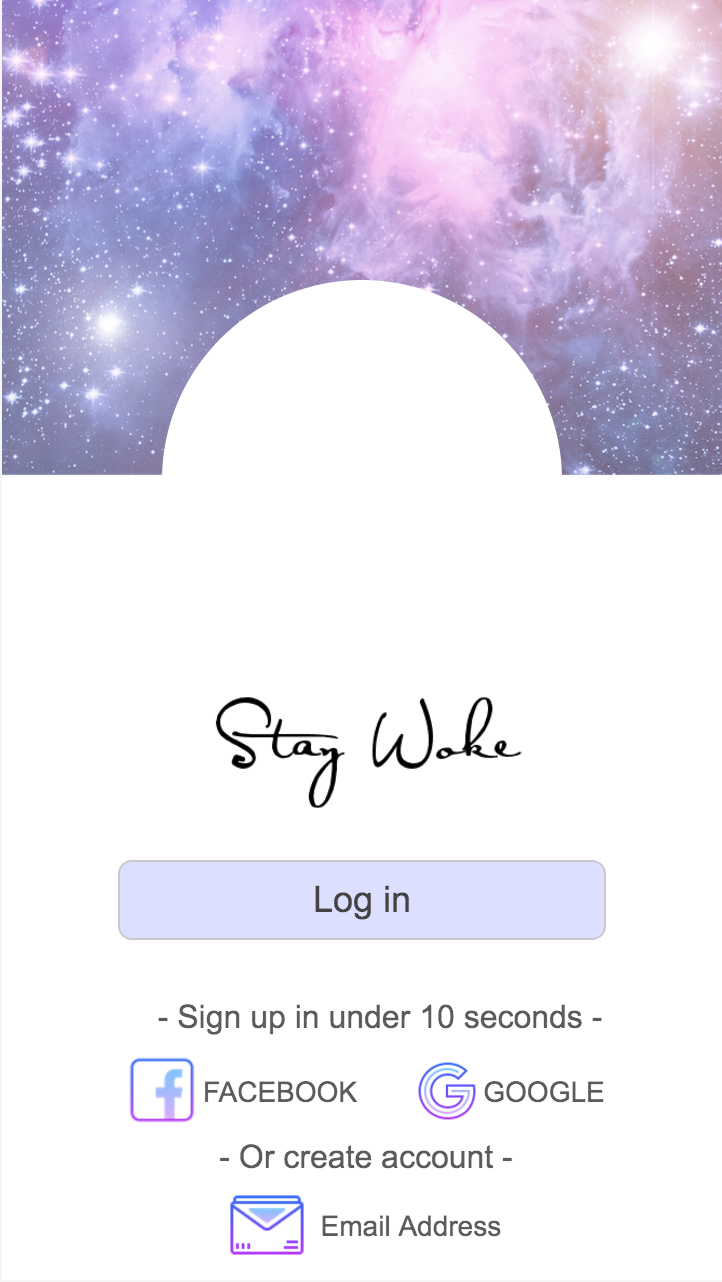 Stay Woke
Log in
- Sign up in under 10 seconds -
FACEBOOK GOOGLE
- Or create account -
Email Address